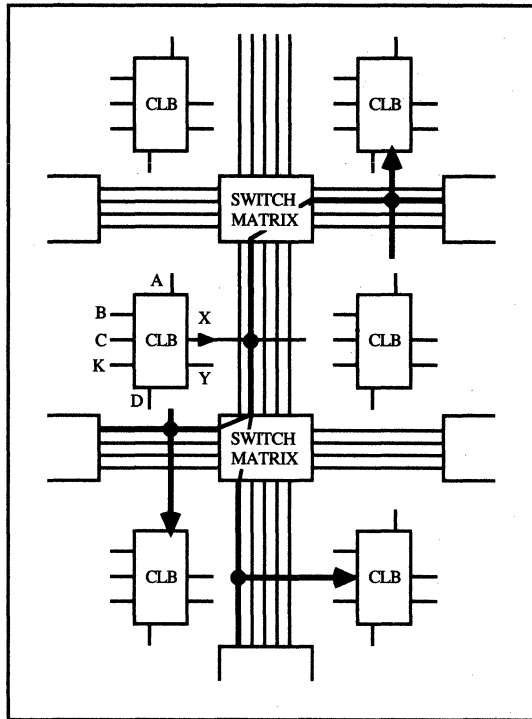 CLB
CLB
SWITCH
MATRIX
A
B
X
C
CLB
CLB
K
Y
D
SWITCH
MATRIX
CLB
CLB